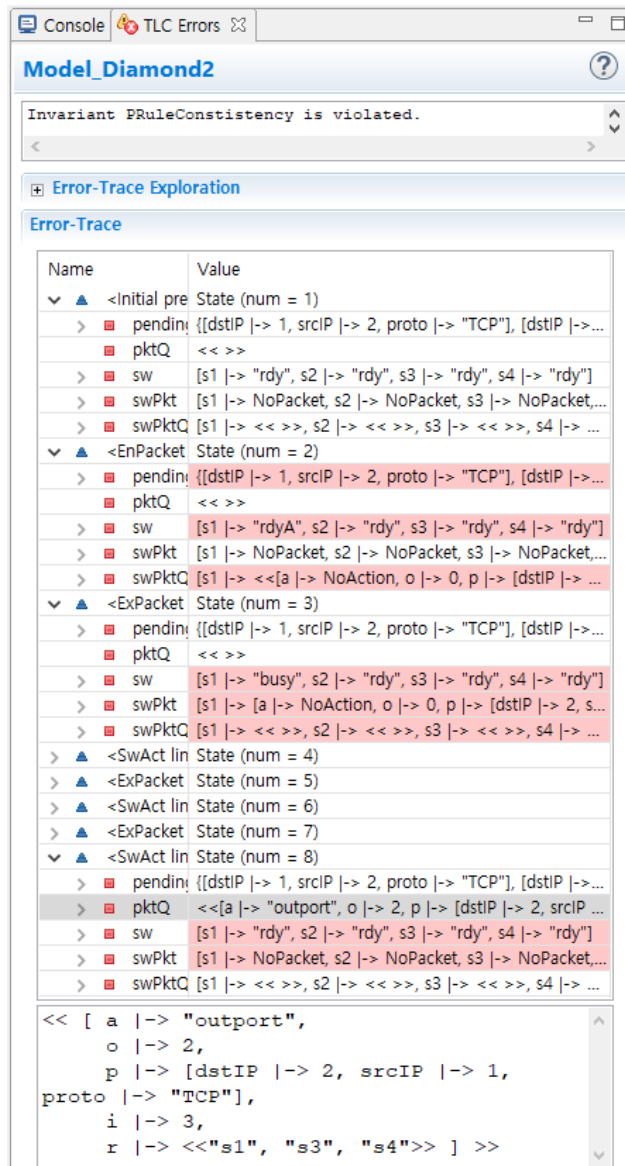 Console TLC Errors
Model_Diamond2
Invariant PRuleConstistency is violated.
Error-Trace Exploration
Error-Trace
Name Value
<Initial pre State (num = 1)
pending {[dstIP |-> 1, srcIP |-> 2, proto |-> "TCP"], [dstIP |->...
pktQ << >>
sw [s1 |-> "rdy", s2 |-> "rdy", s3 |-> "rdy", s4 |-> "rdy"]
swPkt [s1 |-> NoPacket, s2 |-> NoPacket, s3 |-> NoPacket,...
swPktQ [s1 |-> << >>, s2 |-> << >>, s3 |-> << >>, s4 |-> ...
<EnPacket State (num = 2)
pending {[dstIP |-> 1, srcIP |-> 2, proto |-> "TCP"], [dstIP |->...
pktQ << >>
sw [s1 |-> "rdyA", s2 |-> "rdy", s3 |-> "rdy", s4 |-> "rdy"]
swPkt [s1 |-> NoPacket, s2 |-> NoPacket, s3 |-> NoPacket,...
swPktQ [s1 |-> <<[a |-> NoAction, o |-> 0, p |-> [dstIP |-> ...
<ExPacket State (num = 3)
pending {[dstIP |-> 1, srcIP |-> 2, proto |-> "TCP"], [dstIP |->...
pktQ << >>
sw [s1 |-> "busy", s2 |-> "rdy", s3 |-> "rdy", s4 |-> "rdy"]
swPkt [s1 |-> [a |-> NoAction, o |-> 0, p |-> [dstIP |-> 2, s...
swPktQ [s1 |-> << >>, s2 |-> << >>, s3 |-> << >>, s4 |-> ...
<SwAct lin State (num = 4)
<ExPacket State (num = 5)
<SwAct lin State (num = 6)
<ExPacket State (num = 7)
<SwAct lin State (num = 8)
pending {[dstIP |-> 1, srcIP |-> 2, proto |-> "TCP"], [dstIP |->...
pktQ <<[a |-> "outport", o |-> 2, p |-> [dstIP |-> 2, srcIP ...
sw [s1 |-> "rdy", s2 |-> "rdy", s3 |-> "rdy", s4 |-> "rdy"]
swPkt [s1 |-> NoPacket, s2 |-> NoPacket, s3 |-> NoPacket,...
swPktQ [s1 |-> << >>, s2 |-> << >>, s3 |-> << >>, s4 |-> ...
<< [ a |-> "outport",
o |-> 2,
p |-> [dstIP |-> 2, srcIP |-> 1,
proto |-> "TCP"],
i |-> 3,
r |-> <<"s1", "s3", "s4">> ] >>